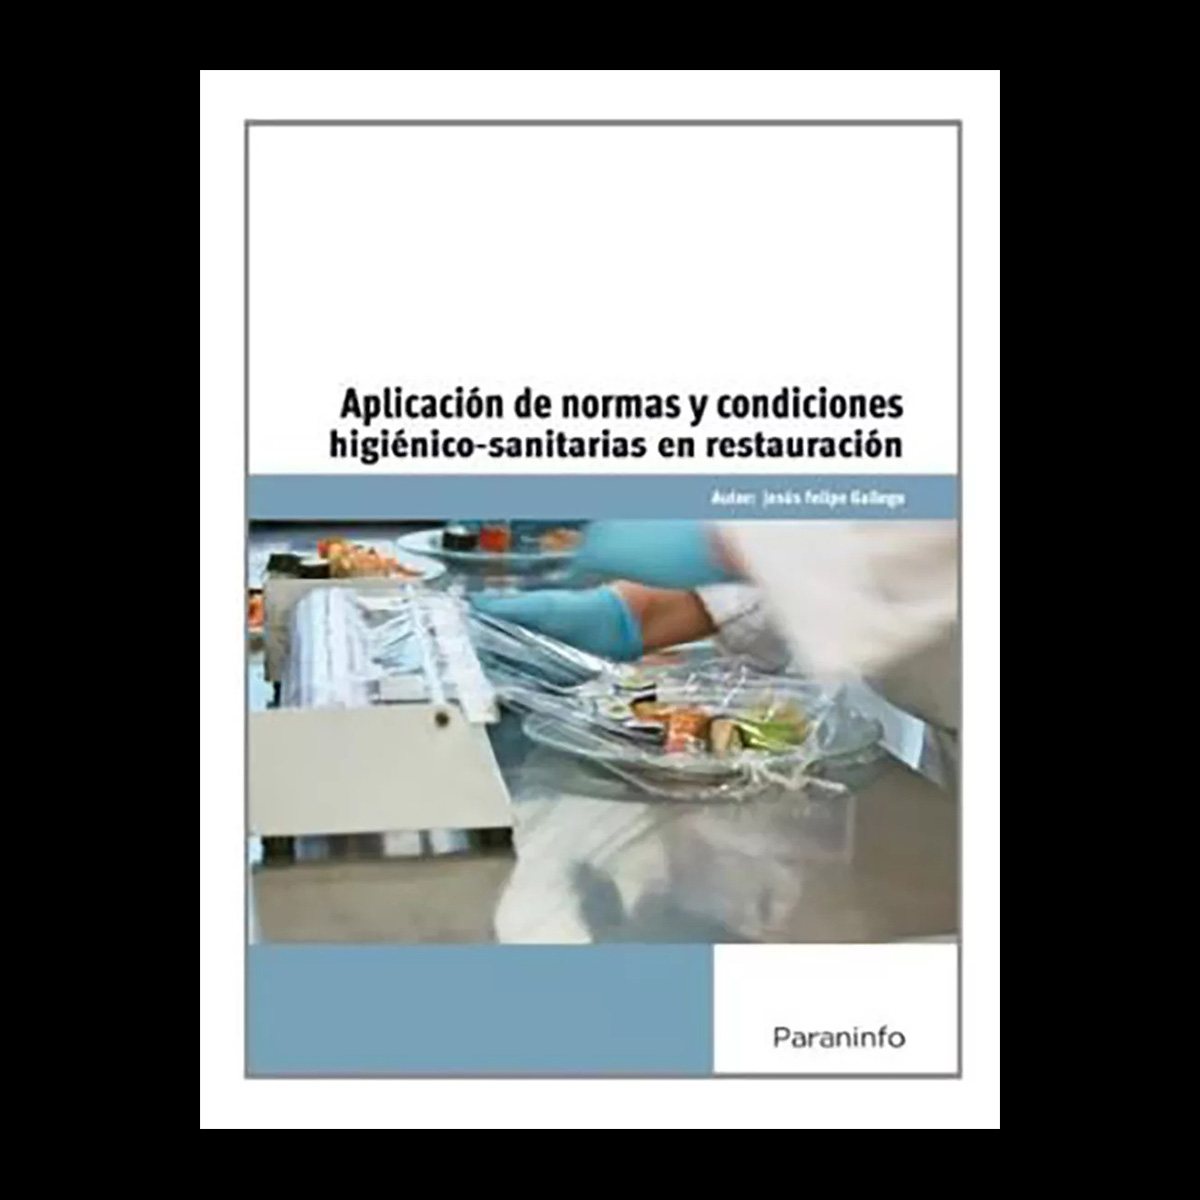 Aplicación de normas y condiciones
higiénico-sanitarias en restauración
Autor: Jesús Felipe Gallego
Paraninfo